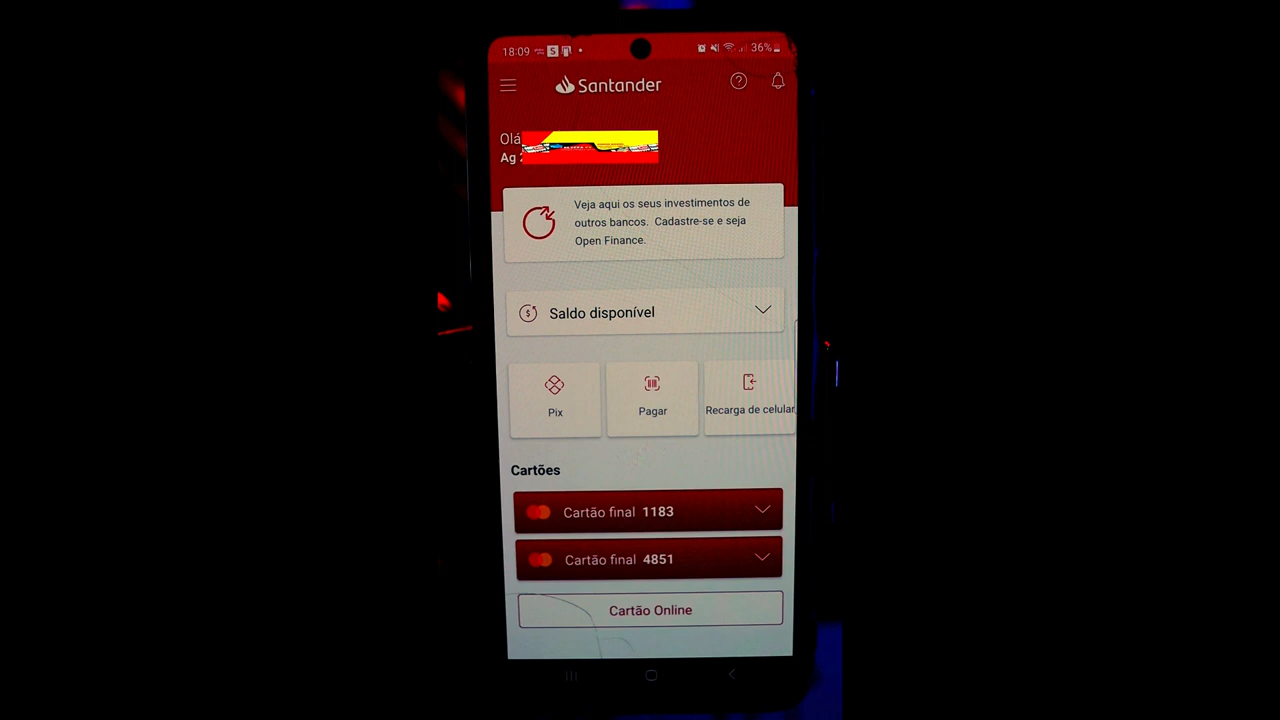 18:09
36%
Santander
Olá
Ag 2
Veja aqui os seus investimentos de
outros bancos. Cadastre-se e seja
Open Finance.
Saldo disponível
Pix
Pagar
Recarga de celular
Cartões
Cartão final 1183
Cartão final 4851
Cartão Online